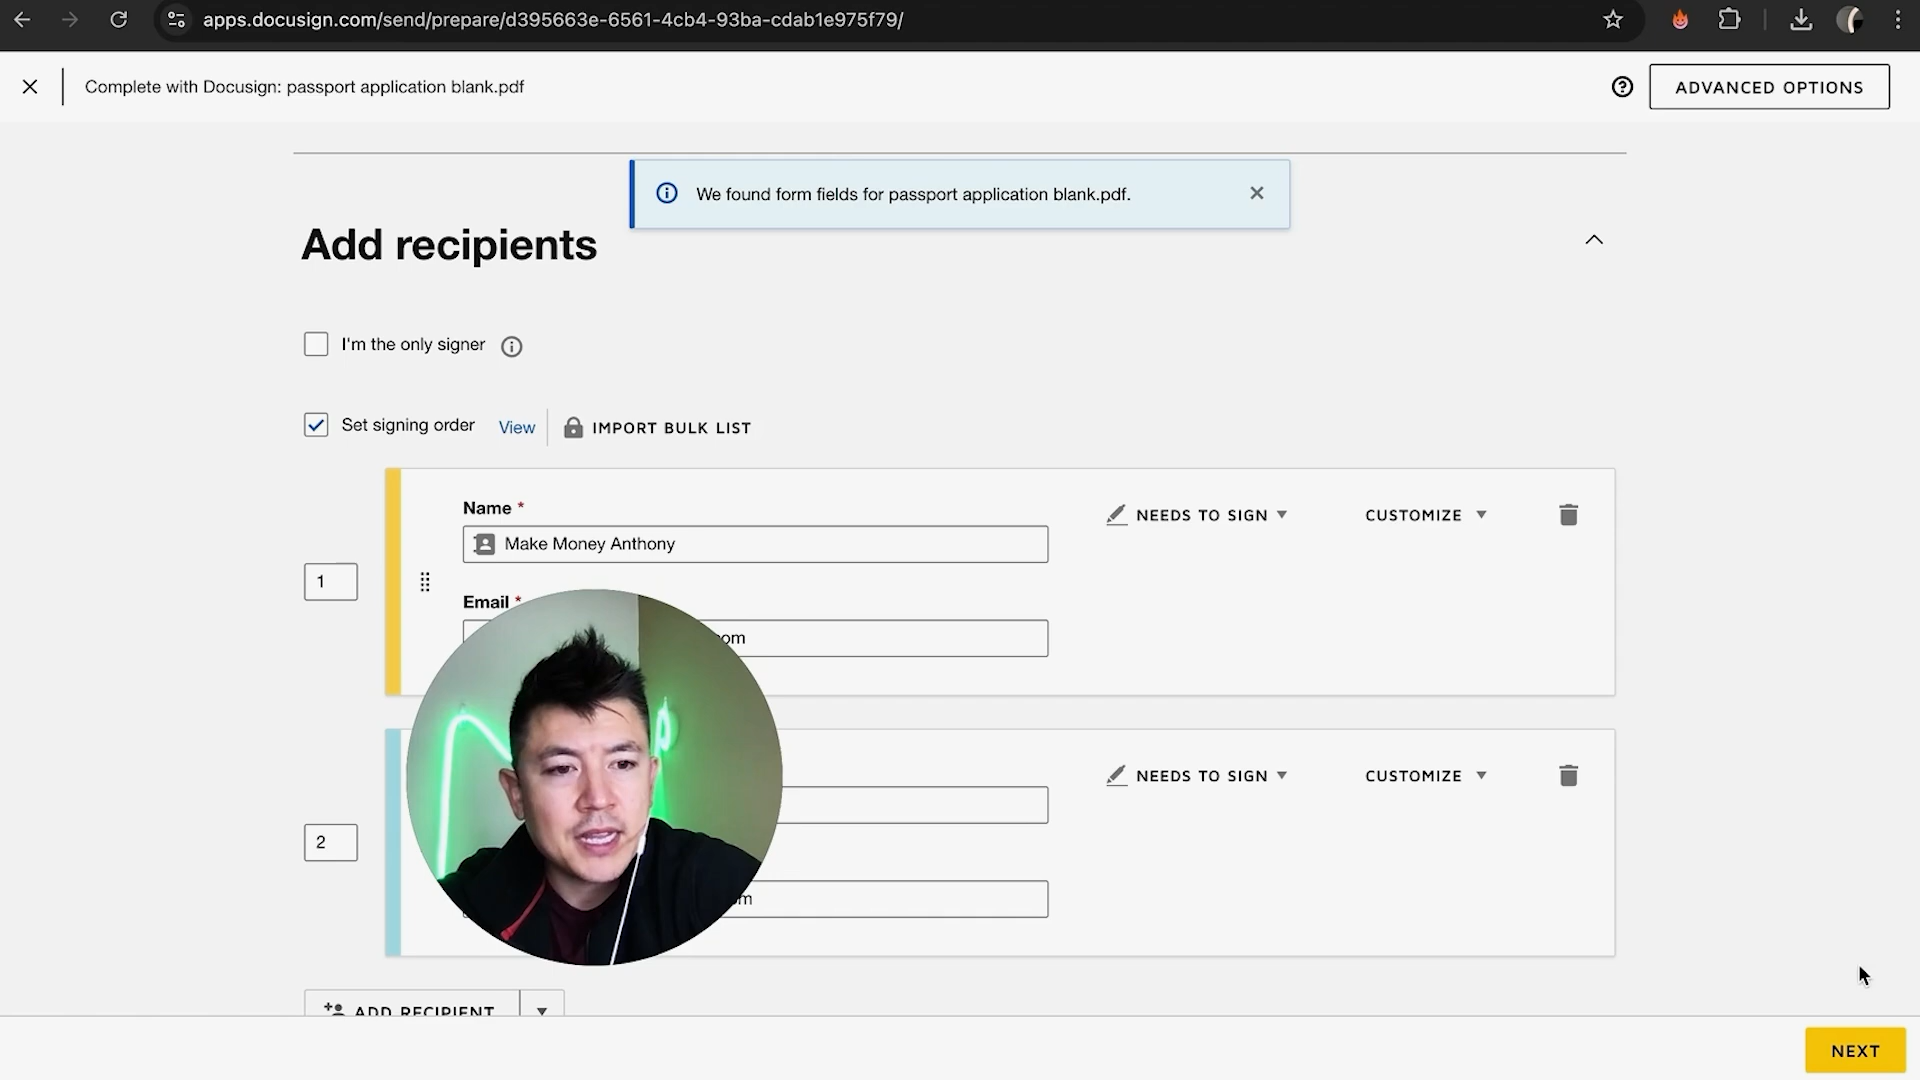 apps.docusign.com/send/prepare/d395663e-6561-4cb4-93ba-cdab1e975f79/
Complete with Docusign: passport application blank.pdf
ADVANCED OPTIONS
We found form fields for passport application blank.pdf.
Add recipients
I'm the only signer
Set signing order View IMPORT BULK LIST
Name *
NEEDS TO SIGN CUSTOMIZE
Make Money Anthony
1
Email *
NEEDS TO SIGN CUSTOMIZE
2
ADD RECIPIENT
NEXT